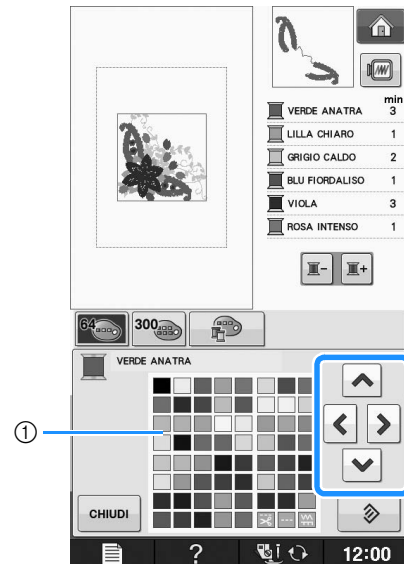 min
VERDE ANATRA 3
LILLA CHIARO 1
GRIGIO CALDO 2
BLU FIORDALISO 1
VIOLA 3
ROSA INTENSO 1
- +
64 300
VERDE ANATRA
1
CHIUDI
? i 12:00